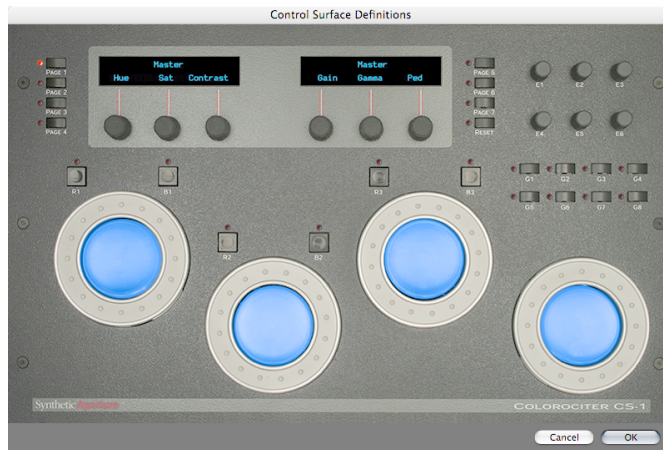 Control Surface Definitions
PAGE 1
PAGE 2
PAGE 3
PAGE 4
Master
Hue Sat Contrast
Master
Gain Gamma Ped
PAGE 5
PAGE 6
PAGE 7
RESET
E1 E2 E3
E4 E5 E6
R1 B1 R3 B3
G1 G2 G3 G4
G5 G6 G7 G8
R2 B2
Synthetic Aperture
COLOROCITER CS-1
Cancel OK